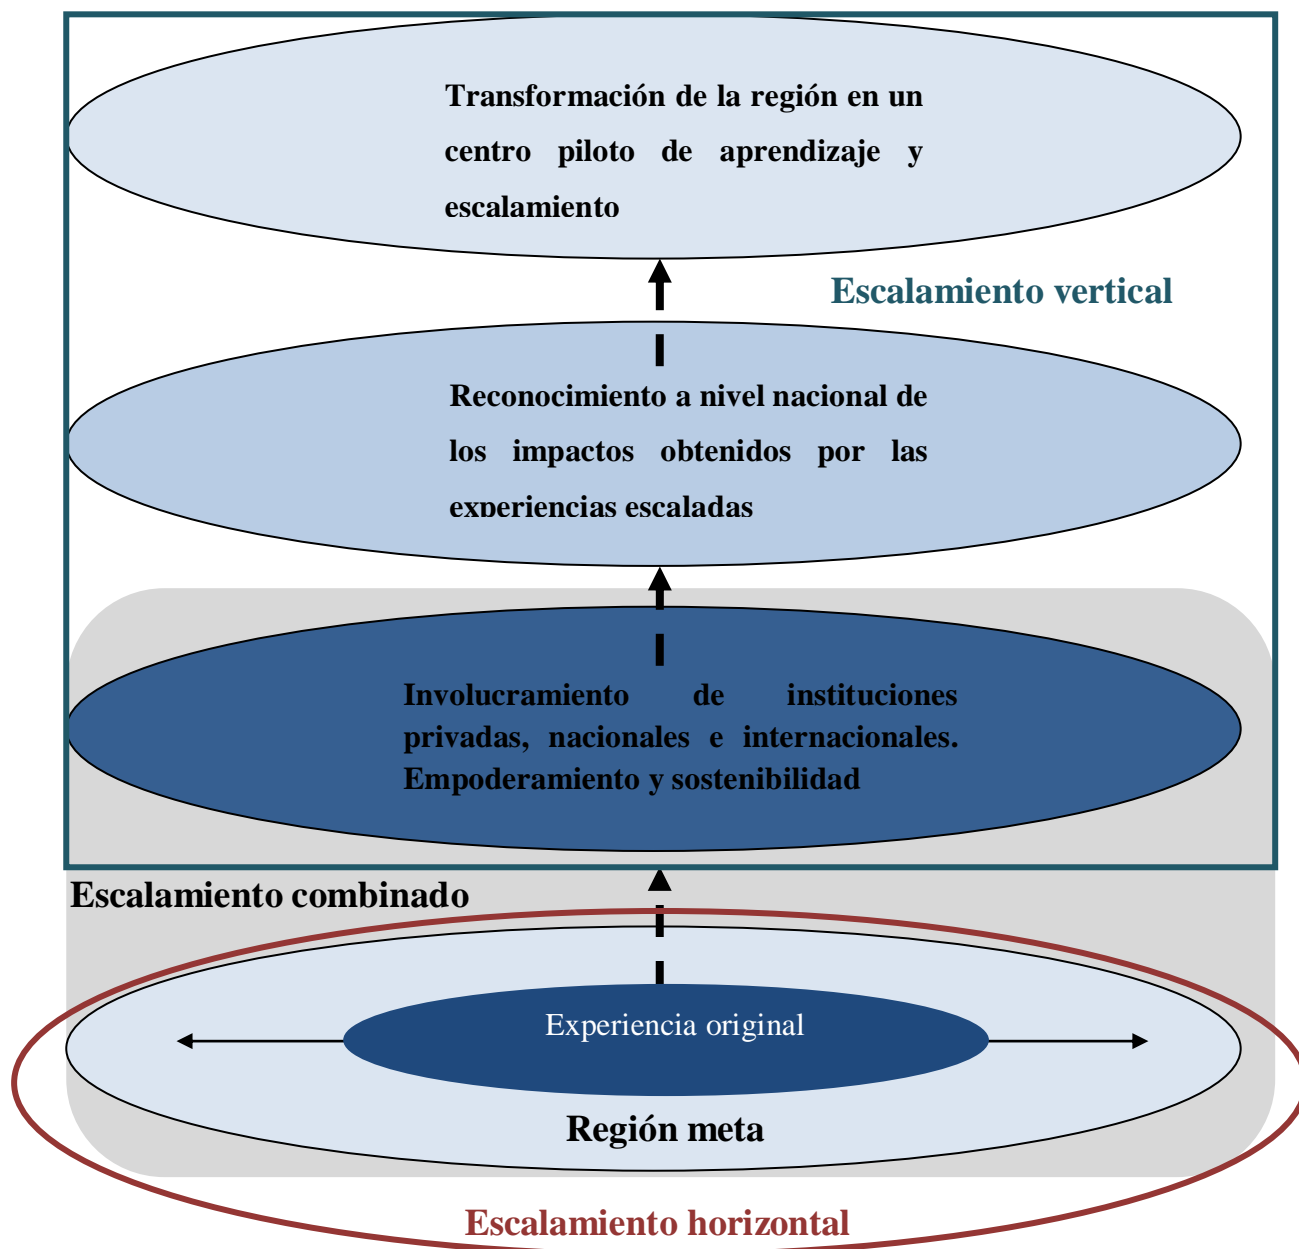 Transformación de la región en un
centro piloto de aprendizaje y
escalamiento
Escalamiento vertical
Reconocimiento a nivel nacional de
los impactos obtenidos por las
experiencias escaladas
Involucramiento de instituciones
privadas, nacionales e internacionales.
Empoderamiento y sostenibilidad
Escalamiento combinado
Experiencia original
Región meta
Escalamiento horizontal